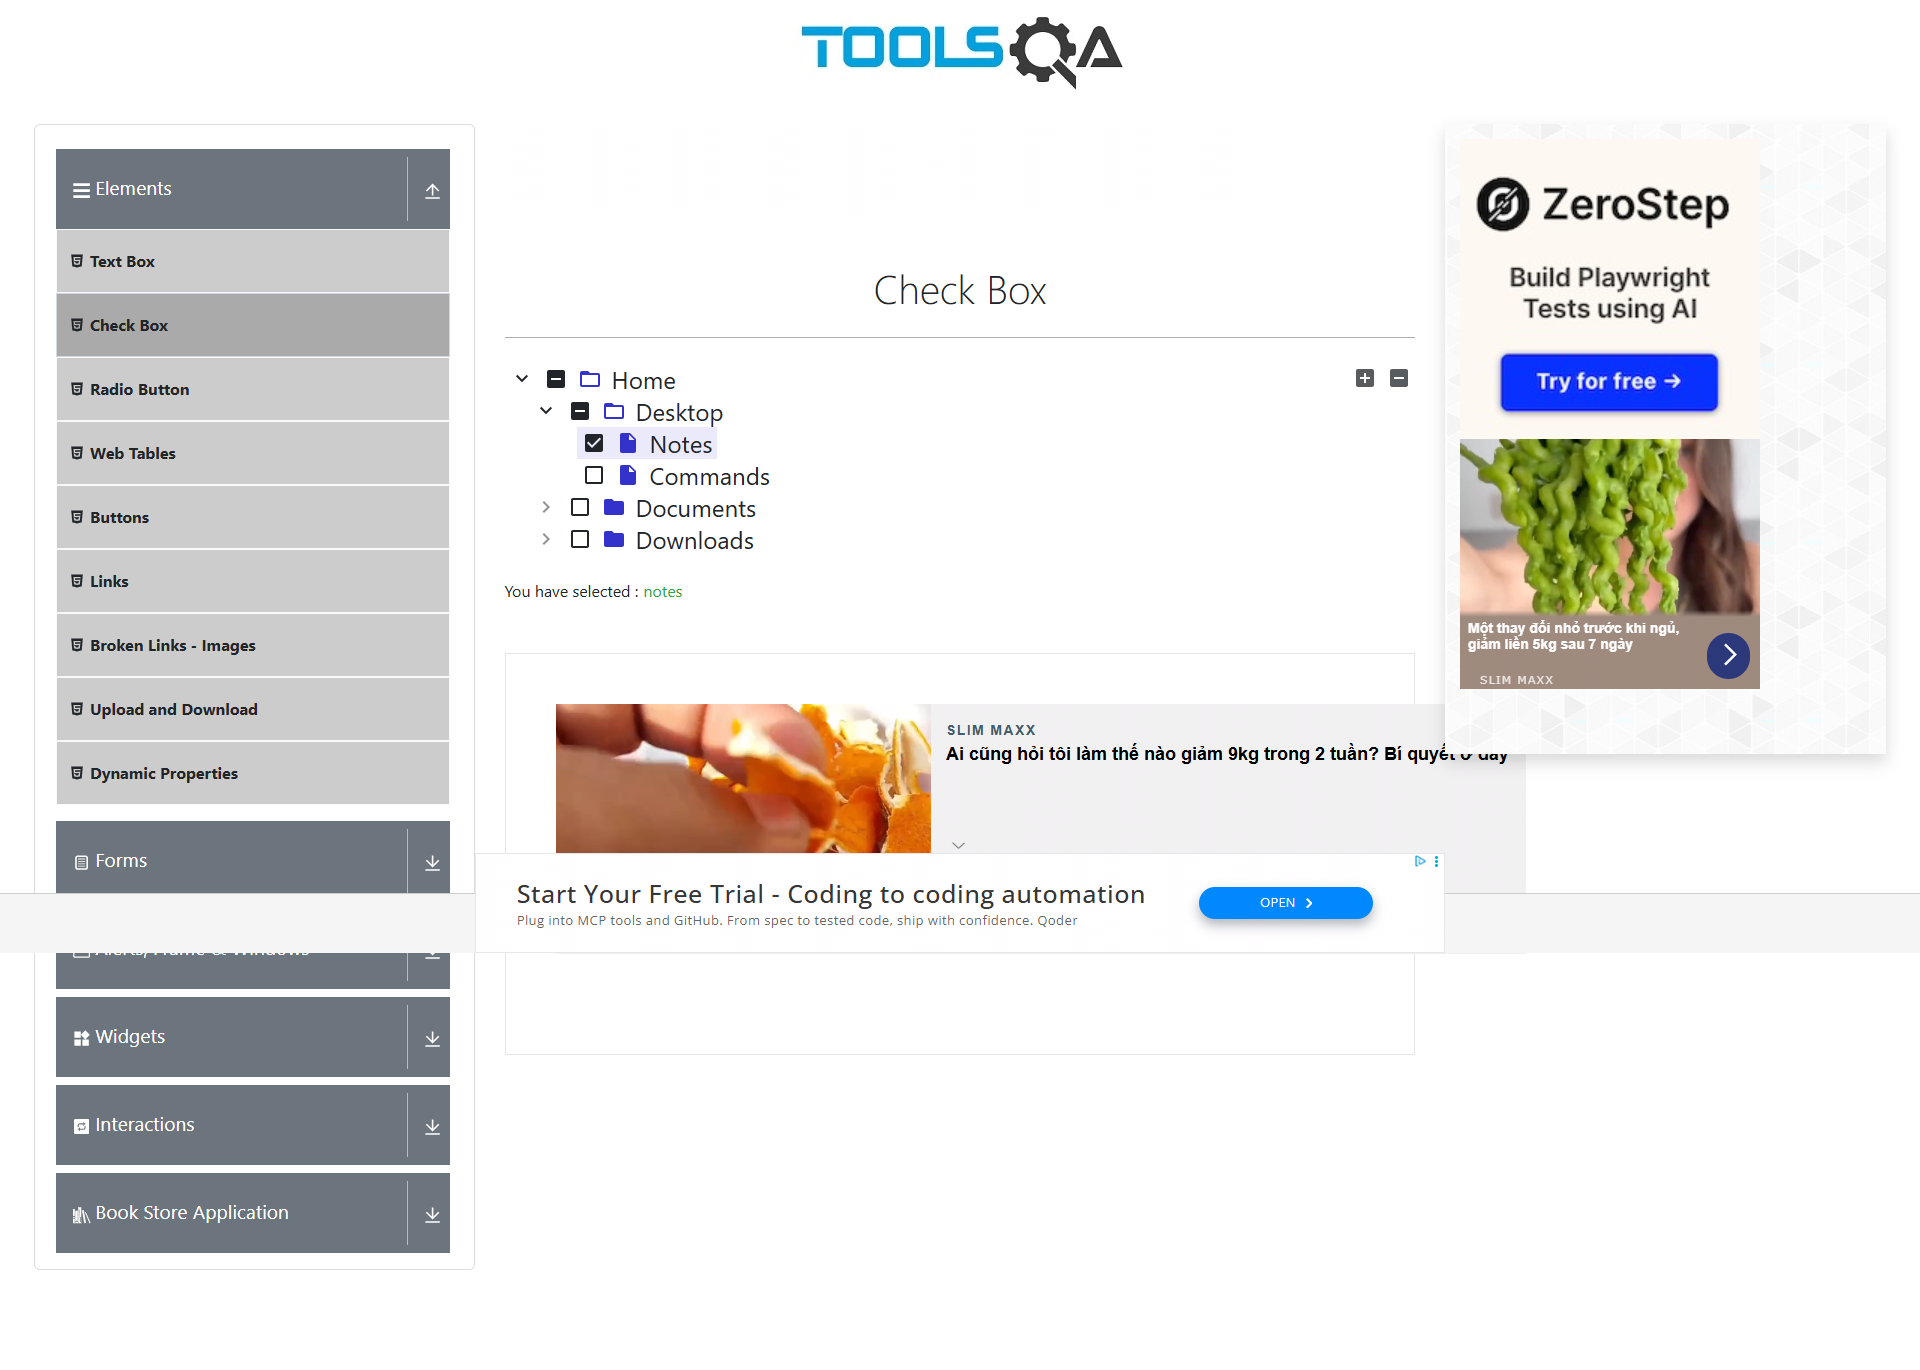 TOOLSQA
Elements
Text Box
Check Box
Radio Button
Web Tables
Buttons
Links
Broken Links - Images
Upload and Download
Dynamic Properties
Forms
Alerts, Frame & Windows
Widgets
Interactions
Book Store Application
Check Box
Home
Desktop
Notes
Commands
Documents
Downloads
You have selected : notes
SLIM MAXX
Ai cũng hỏi tôi làm thế nào giảm 9kg trong 2 tuần? Bí quyết ở đây
Start Your Free Trial - Coding to coding automation
Plug into MCP tools and GitHub. From spec to tested code, ship with confidence. Qoder
OPEN
ZeroStep
Build Playwright
Tests using AI
Try for free →
Một thay đổi nhỏ trước khi ngủ,
giảm liền 5kg sau 7 ngày
SLIM MAXX